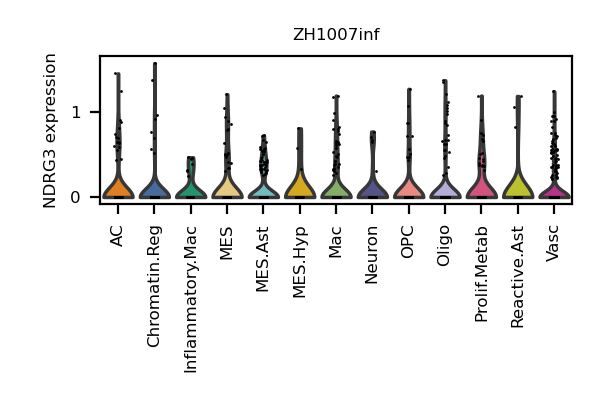 ZH1007inf
NDRG3 expression
1
0
AC
Chromatin.Reg
Inflammatory.Mac
MES
MES.Ast
MES.Hyp
Mac
Neuron
OPC
Oligo
Prolif.Metab
Reactive.Ast
Vasc